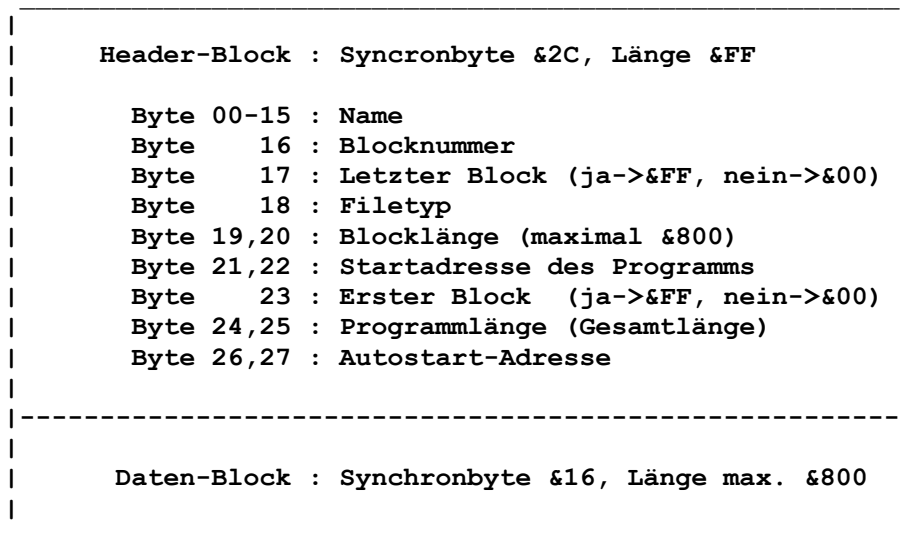 Header-Block : Syncronbyte &2C, Länge &FF
Byte 00-15 : Name
Byte    16 : Blocknummer
Byte    17 : Letzter Block (ja->&FF, nein->&00)
Byte    18 : Filetyp
Byte 19,20 : Blocklänge (maximal &800)
Byte 21,22 : Startadresse des Programms
Byte    23 : Erster Block  (ja->&FF, nein->&00)
Byte 24,25 : Programmlänge (Gesamtlänge)
Byte 26,27 : Autostart-Adresse
Daten-Block : Synchronbyte &16, Länge max. &800